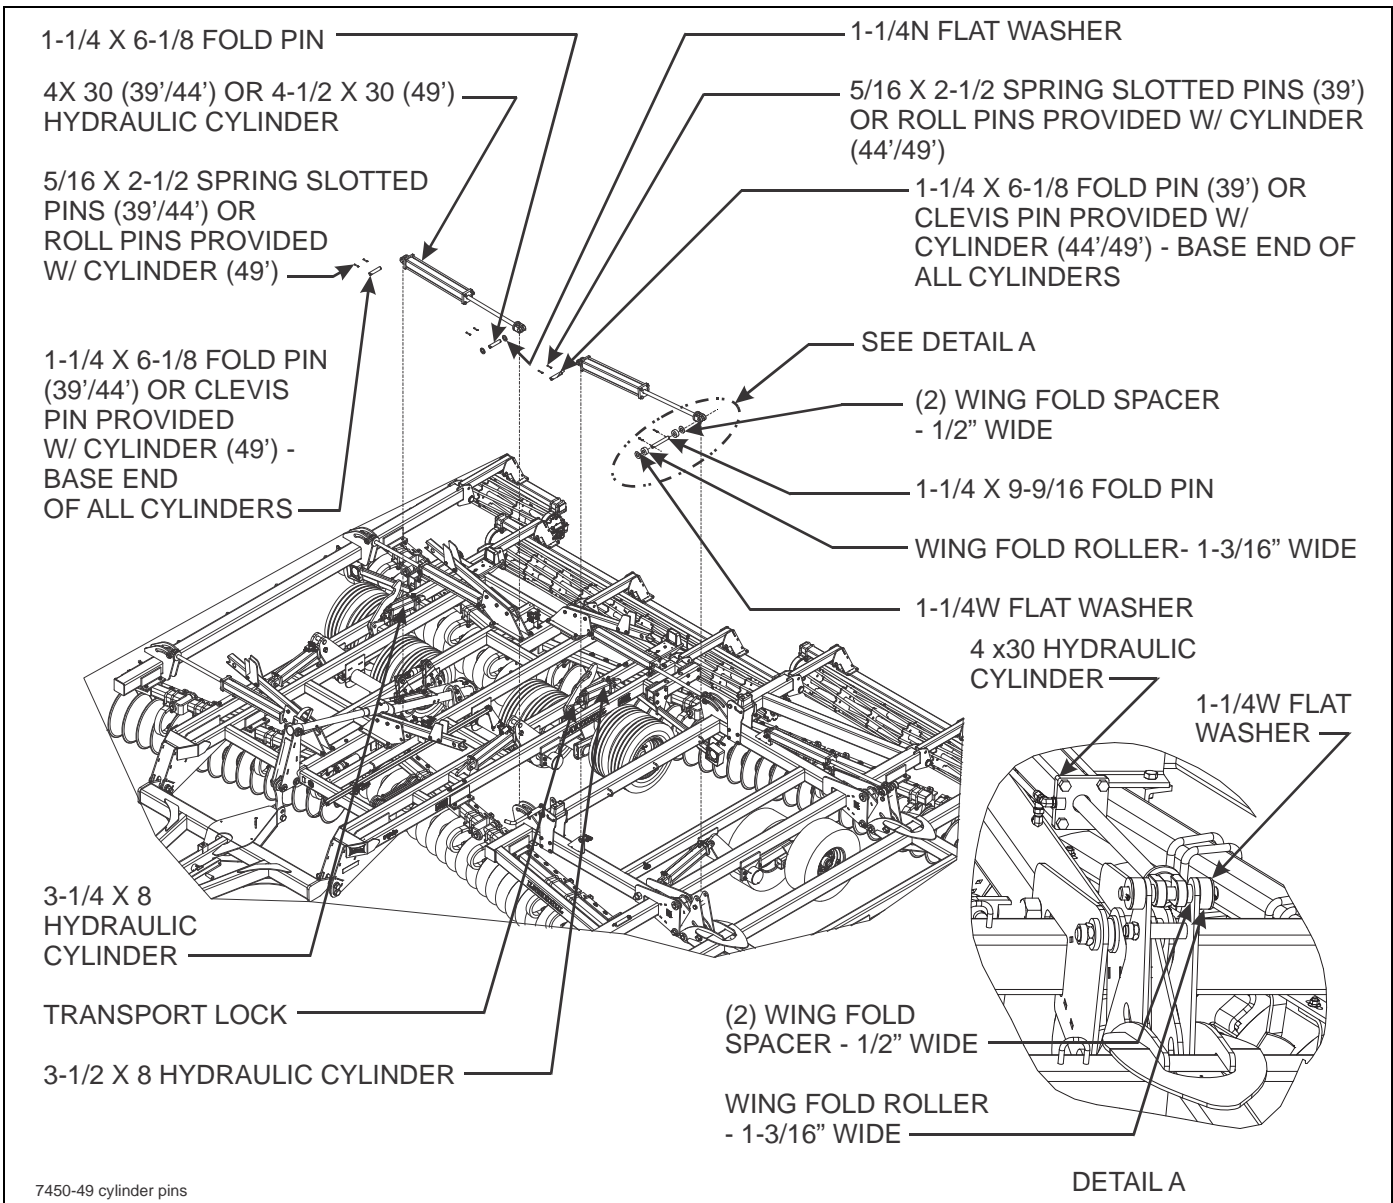 1-1/4 X 6-1/8 FOLD PIN
4X 30 (39’/44’) OR 4-1/2 X 30 (49’)
HYDRAULIC CYLINDER
5/16 X 2-1/2 SPRING SLOTTED
PINS (39’/44’) OR
ROLL PINS PROVIDED
W/ CYLINDER (49’)
1-1/4 X 6-1/8 FOLD PIN
(39’/44’) OR CLEVIS
PIN PROVIDED
W/ CYLINDER (49’) -
BASE END
OF ALL CYLINDERS
1-1/4N FLAT WASHER
5/16 X 2-1/2 SPRING SLOTTED PINS (39’)
OR ROLL PINS PROVIDED W/ CYLINDER
(44’/49’)
1-1/4 X 6-1/8 FOLD PIN (39’) OR
CLEVIS PIN PROVIDED W/
CYLINDER (44’/49’) - BASE END OF
ALL CYLINDERS
SEE DETAIL A
(2) WING FOLD SPACER
- 1/2” WIDE
1-1/4 X 9-9/16 FOLD PIN
WING FOLD ROLLER- 1-3/16” WIDE
1-1/4W FLAT WASHER
4 x30 HYDRAULIC
CYLINDER
1-1/4W FLAT
WASHER
3-1/4 X 8
HYDRAULIC
CYLINDER
TRANSPORT LOCK
3-1/2 X 8 HYDRAULIC CYLINDER
(2) WING FOLD
SPACER - 1/2” WIDE
WING FOLD ROLLER
- 1-3/16” WIDE
DETAIL A
7450-49 cylinder pins